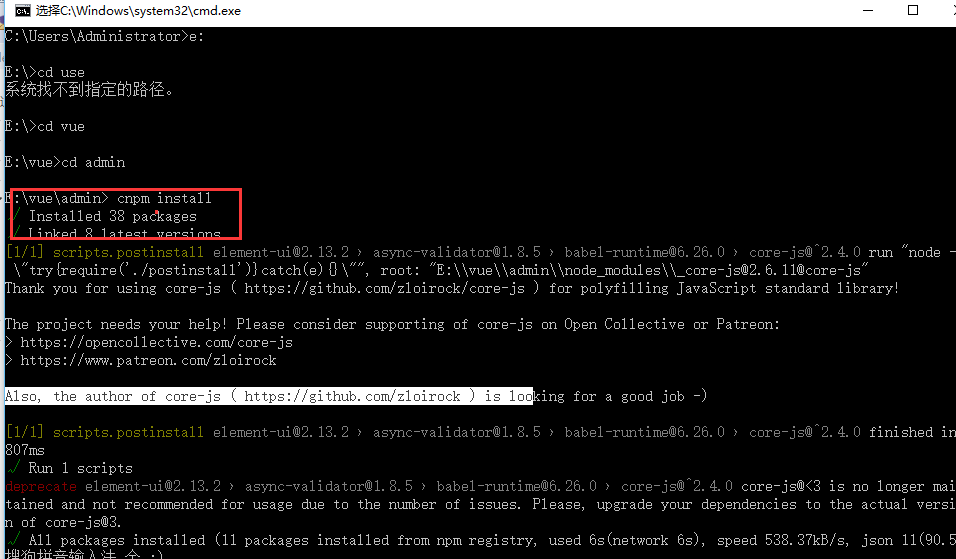 选择C:\Windows\system32\cmd.exe
C:\Users\Administrator>e:
E:\>cd use
系统找不到指定的路径。
E:\>cd vue
E:\vue>cd admin
E:\vue\admin> cnpm install
√ Installed 38 packages
√ Linked 8 latest versions
[1/1] scripts.postinstall element-ui@2.13.2 › async-validator@1.8.5 › babel-runtime@6.26.0 › core-js@^2.4.0 run "node -
\"try{require('./postinstall')}catch(e){}\"", root: "E:\\vue\\admin\\node_modules\\_core-js@2.6.11@core-js"
Thank you for using core-js ( https://github.com/zloirock/core-js ) for polyfilling JavaScript standard library!
The project needs your help! Please consider supporting of core-js on Open Collective or Patreon:
> https://opencollective.com/core-js
> https://www.patreon.com/zloirock
Also, the author of core-js ( https://github.com/zloirock ) is looking for a good job -)
[1/1] scripts.postinstall element-ui@2.13.2 › async-validator@1.8.5 › babel-runtime@6.26.0 › core-js@^2.4.0 finished in
807ms
√ Run 1 scripts
deprecate element-ui@2.13.2 › async-validator@1.8.5 › babel-runtime@6.26.0 › core-js@^2.4.0 core-js@<3 is no longer mai
tained and not recommended for usage due to the number of issues. Please, upgrade your dependencies to the actual versi
n of core-js@3.
√ All packages installed (11 packages installed from npm registry, used 6s(network 6s), speed 538.37kB/s, json 11(90.5
搜狗拼音输入法 全 :)